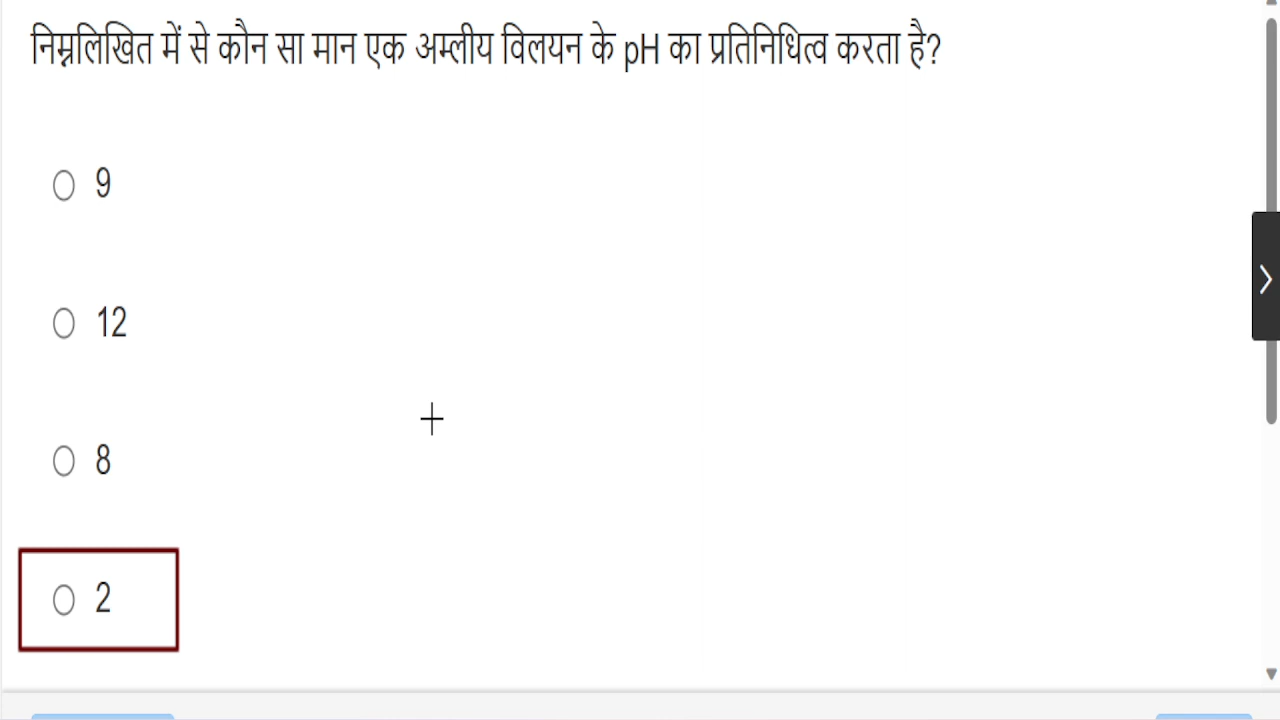 निम्नलिखित में से कौन सा मान एक अम्लीय विलयन के pH का प्रतिनिधित्व करता है?
9
12
8
2